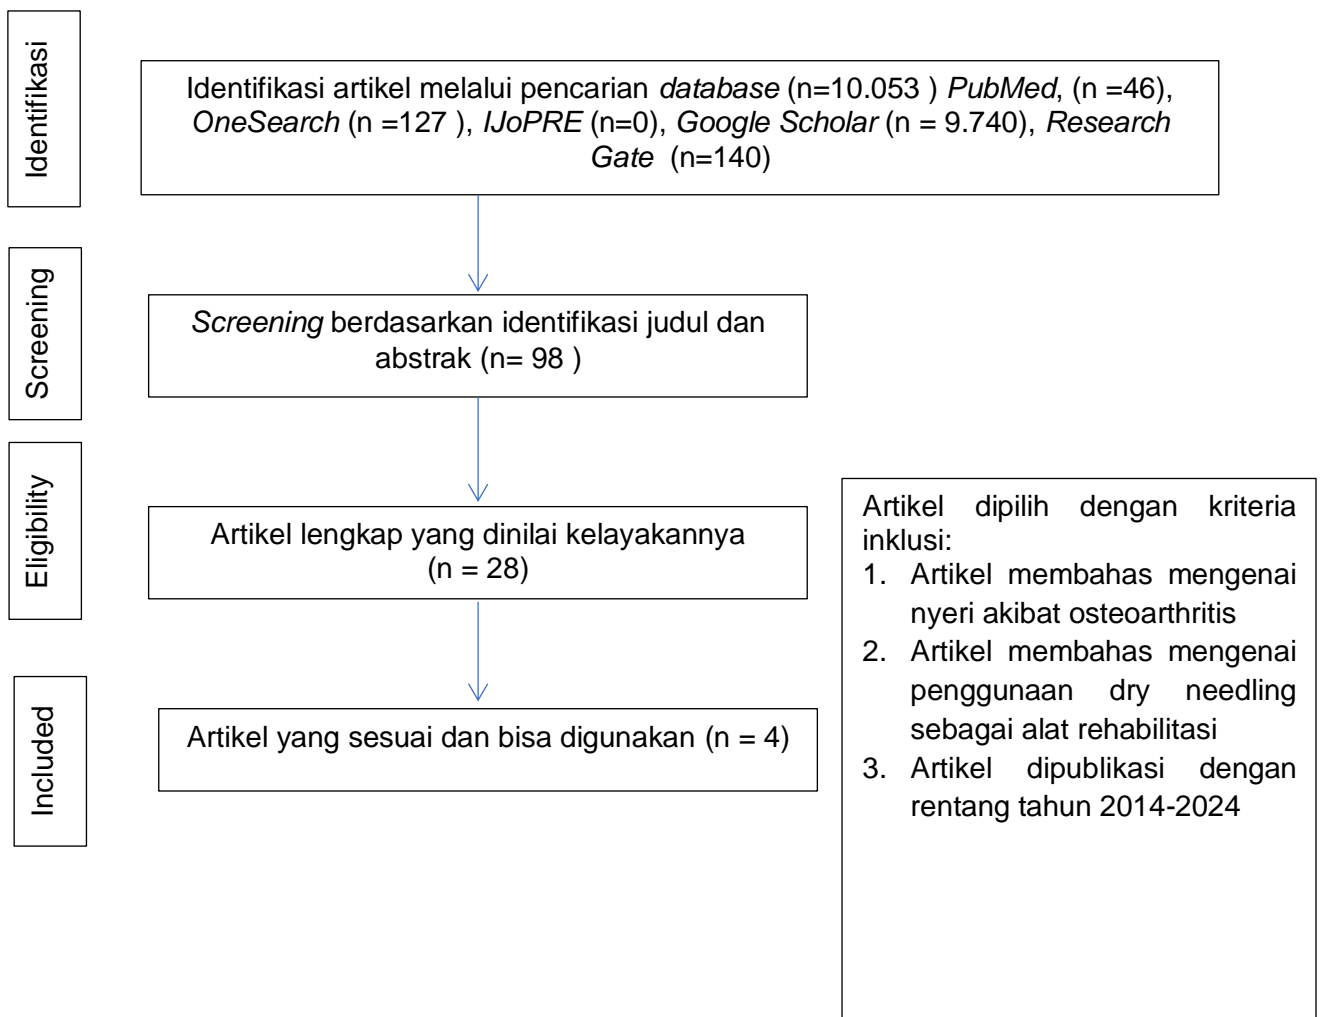 Identifikasi
Identifikasi artikel melalui pencarian database (n=10.053 ) PubMed, (n =46),
OneSearch (n =127 ), IJoPRE (n=0), Google Scholar (n = 9.740), Research
Gate (n=140)
Screening
Screening berdasarkan identifikasi judul dan
abstrak (n= 98 )
Eligibility
Artikel lengkap yang dinilai kelayakannya
(n = 28)
Included
Artikel yang sesuai dan bisa digunakan (n = 4)
Artikel dipilih dengan kriteria
inklusi:
1. Artikel membahas mengenai
nyeri akibat osteoarthritis
2. Artikel membahas mengenai
penggunaan dry needling
sebagai alat rehabilitasi
3. Artikel dipublikasi dengan
rentang tahun 2014-2024